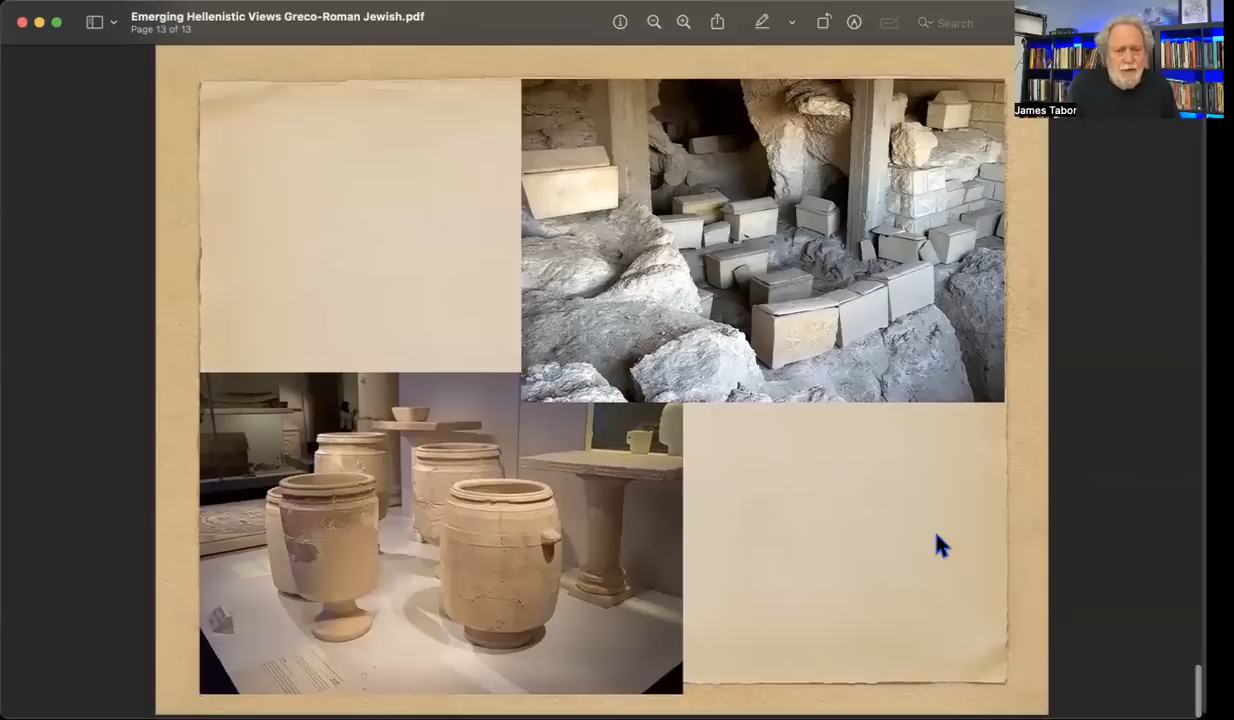 Emerging Hellenistic Views Greco-Roman Jewish.pdf
Page 13 of 13
Search
James Tabor